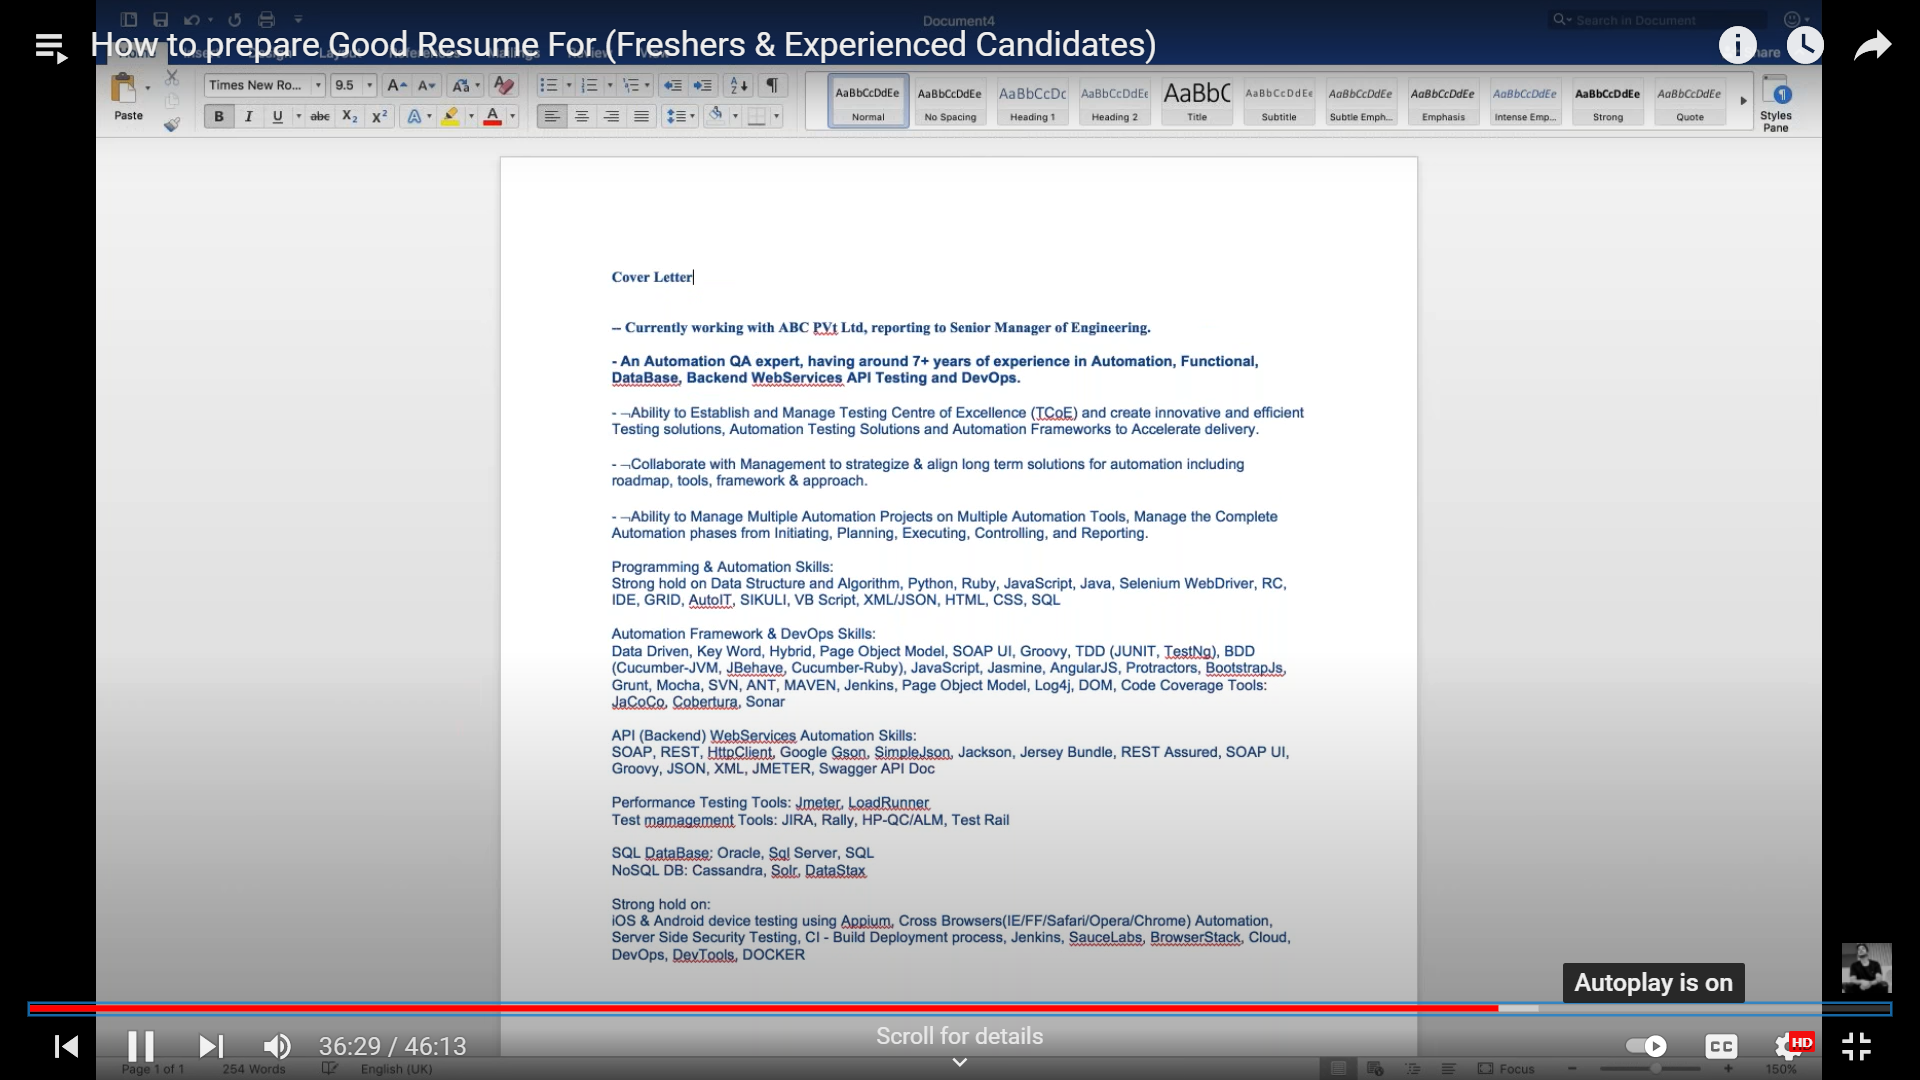 Document4
Search in Document
How to prepare Good Resume For (Freshers & Experienced Candidates)
Times New Ro... 9.5
Paste
B I U abc X₂ X²
AaBbCcDdEe AaBbCcDdEe AaBbCcDc AaBbCcDdEe AaBbC AaBbCcDdEe AaBbCcDdEe AaBbCcDdEe AaBbCcDdEe AaBbCcDdEe AaBbCcDdEe
Normal No Spacing Heading 1 Heading 2 Title Subtitle Subtle Emph... Emphasis Intense Emp... Strong Quote
Styles
Pane
Cover Letter
-- Currently working with ABC PVt Ltd, reporting to Senior Manager of Engineering.
- An Automation QA expert, having around 7+ years of experience in Automation, Functional,
DataBase, Backend WebServices API Testing and DevOps.
- ¬Ability to Establish and Manage Testing Centre of Excellence (TCoE) and create innovative and efficient
Testing solutions, Automation Testing Solutions and Automation Frameworks to Accelerate delivery.
- ¬Collaborate with Management to strategize & align long term solutions for automation including
roadmap, tools, framework & approach.
- ¬Ability to Manage Multiple Automation Projects on Multiple Automation Tools, Manage the Complete
Automation phases from Initiating, Planning, Executing, Controlling, and Reporting.
Programming & Automation Skills:
Strong hold on Data Structure and Algorithm, Python, Ruby, JavaScript, Java, Selenium WebDriver, RC,
IDE, GRID, AutoIT, SIKULI, VB Script, XML/JSON, HTML, CSS, SQL
Automation Framework & DevOps Skills:
Data Driven, Key Word, Hybrid, Page Object Model, SOAP UI, Groovy, TDD (JUNIT, TestNg), BDD
(Cucumber-JVM, JBehave, Cucumber-Ruby), JavaScript, Jasmine, AngularJS, Protractors, BootstrapJs,
Grunt, Mocha, SVN, ANT, MAVEN, Jenkins, Page Object Model, Log4j, DOM, Code Coverage Tools:
JaCoCo, Cobertura, Sonar
API (Backend) WebServices Automation Skills:
SOAP, REST, HttpClient, Google Gson, SimpleJson, Jackson, Jersey Bundle, REST Assured, SOAP UI,
Groovy, JSON, XML, JMETER, Swagger API Doc
Performance Testing Tools: Jmeter, LoadRunner
Test mamagement Tools: JIRA, Rally, HP-QC/ALM, Test Rail
SQL DataBase: Oracle, Sql Server, SQL
NoSQL DB: Cassandra, Solr, DataStax
Strong hold on:
iOS & Android device testing using Appium, Cross Browsers(IE/FF/Safari/Opera/Chrome) Automation,
Server Side Security Testing, CI - Build Deployment process, Jenkins, SauceLabs, BrowserStack, Cloud,
DevOps, DevTools, DOCKER
Autoplay is on
36:29 / 46:13
Scroll for details
CC
HD
Page 1 of 1 254 Words English (UK)
Focus
150%